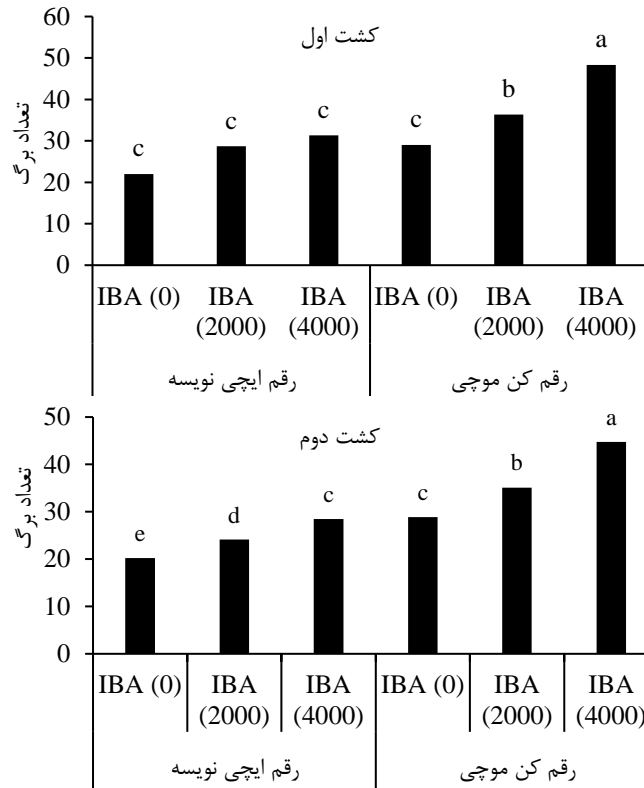 کشت اول
تعداد برگ
60
50
40
30
20
10
0
c
c
c
c
b
a
IBA (0)
IBA
(2000)
IBA
(4000)
IBA (0)
IBA
(2000)
IBA
(4000)
رقم ایچی نویسه
رقم کن موچی
کشت دوم
تعداد برگ
50
40
30
20
10
0
e
d
c
c
b
a
IBA (0)
IBA
(2000)
IBA
(4000)
IBA (0)
IBA
(2000)
IBA
(4000)
رقم ایچی نویسه
رقم کن موچی